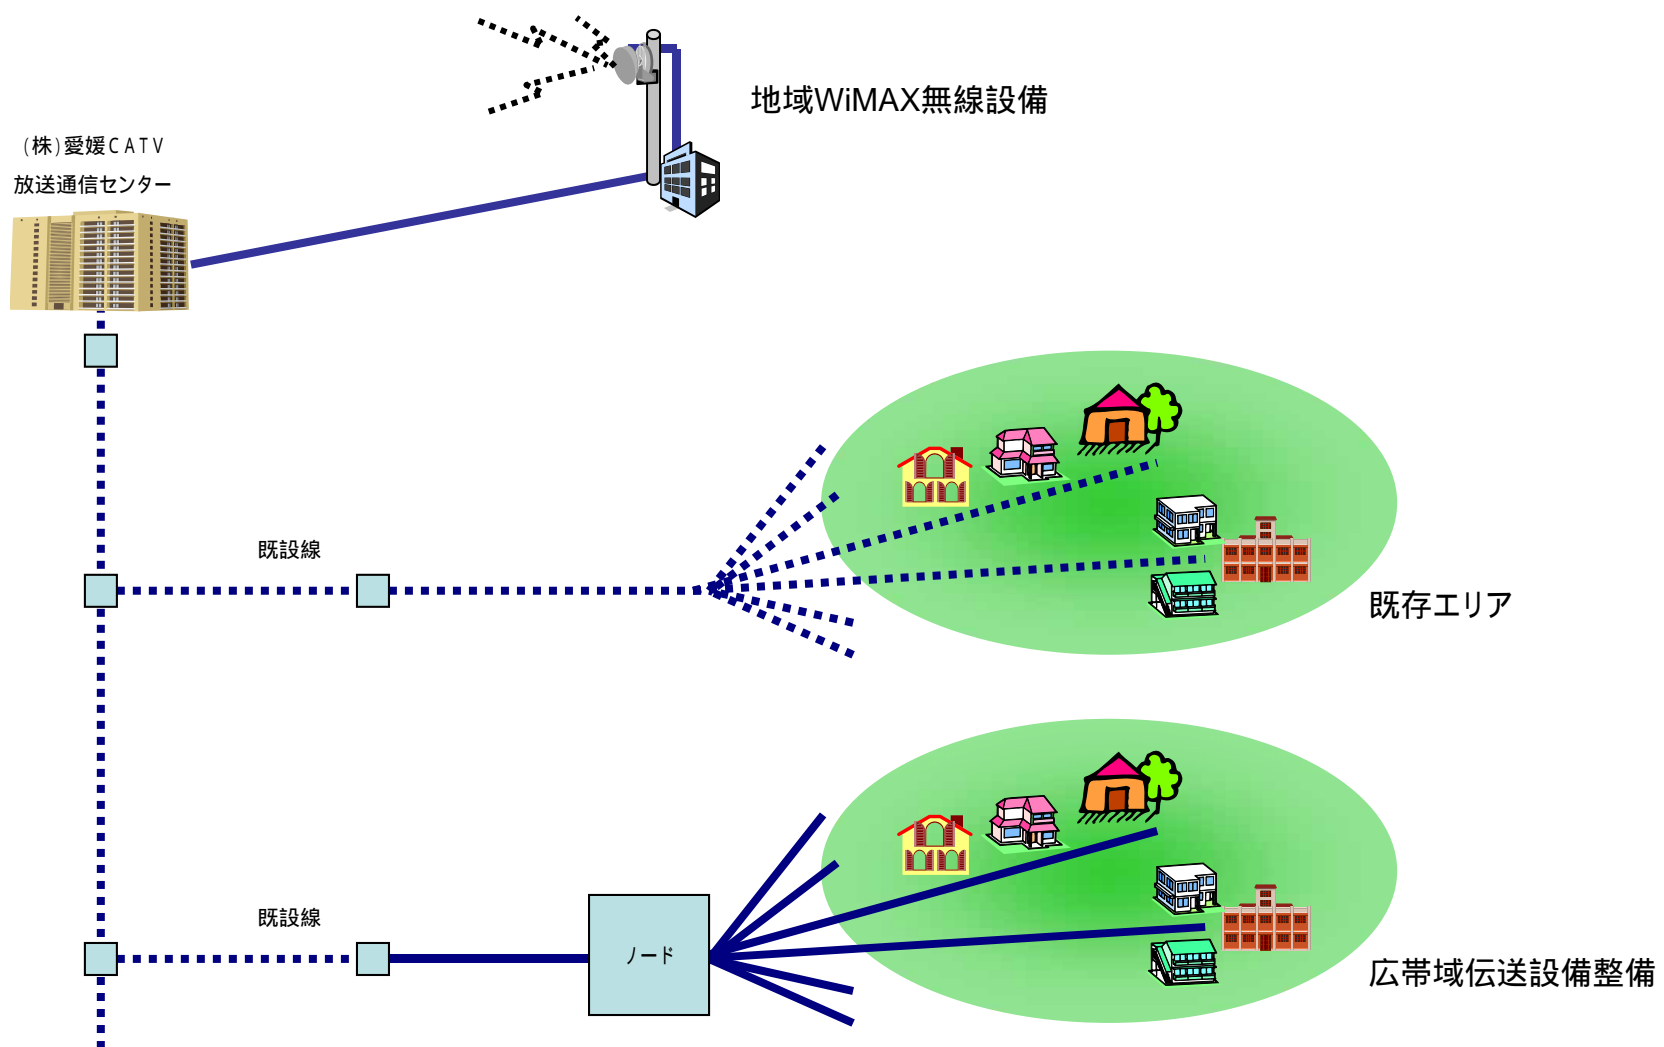 地域WiMAX無線設備
(株)愛媛CATV
放送通信センター
既設線
既存エリア
既設線
ノード
広帯域伝送設備整備